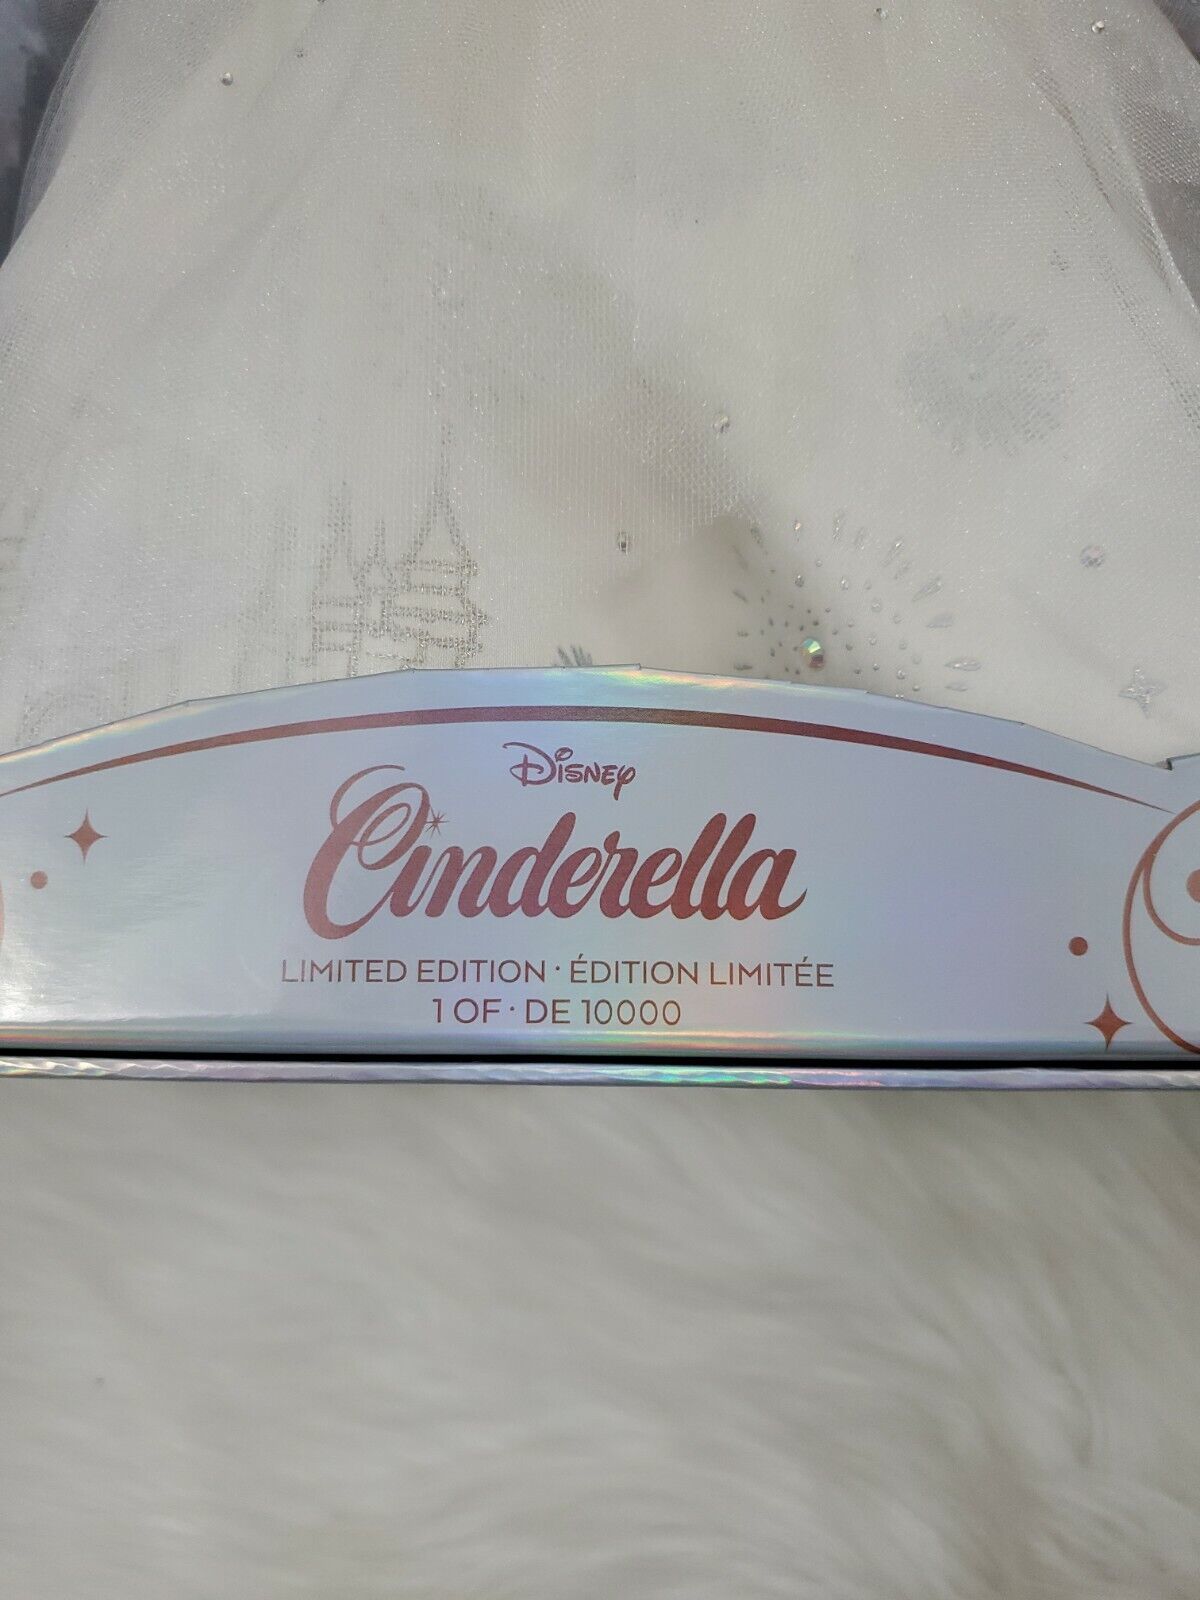 Disney
Cinderella
LIMITED EDITION · ÉDITION LIMITÉE
1 OF · DE 10000